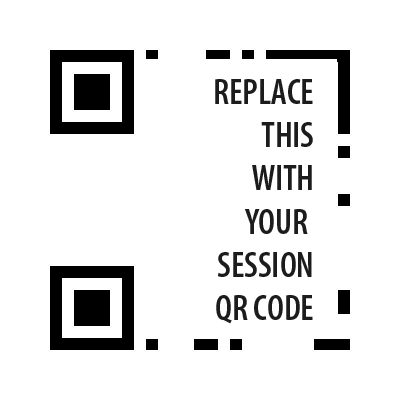 REPLACE
THIS
WITH
YOUR
SESSION
QR CODE